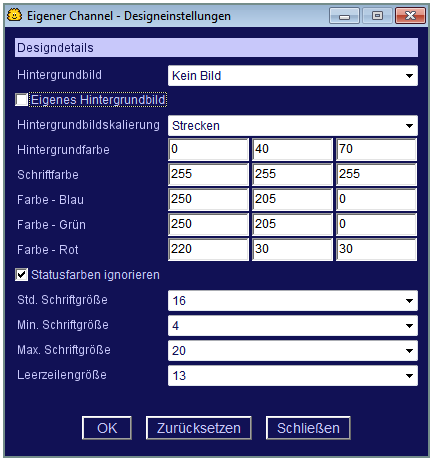 Eigener Channel - Designeinstellungen
Designdetails
Hintergrundbild Kein Bild
Eigenes Hintergrundbild
Hintergrundbildskalierung Strecken
Hintergrundfarbe 0 40 70
Schriftfarbe 255 255 255
Farbe - Blau 250 205 0
Farbe - Grün 250 205 0
Farbe - Rot 220 30 30
Statusfarben ignorieren
Std. Schriftgröße 16
Min. Schriftgröße 4
Max. Schriftgröße 20
Leerzeilengröße 13
OK Zurücksetzen Schließen